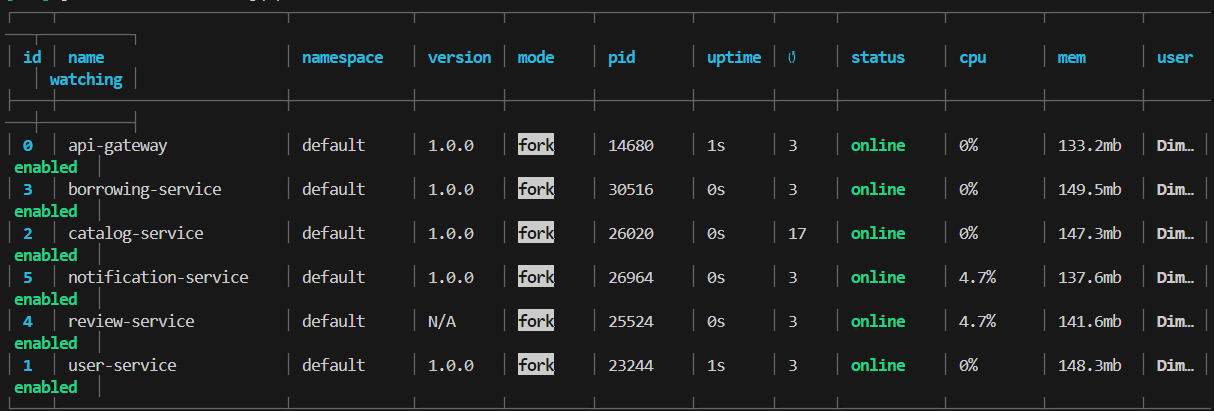 id name namespace version mode pid uptime ↺ status cpu mem user
watching
0 api-gateway default 1.0.0 fork 14680 1s 3 online 0% 133.2mb Dim…
enabled
3 borrowing-service default 1.0.0 fork 30516 0s 3 online 0% 149.5mb Dim…
enabled
2 catalog-service default 1.0.0 fork 26020 0s 17 online 0% 147.3mb Dim…
enabled
5 notification-service default 1.0.0 fork 26964 0s 3 online 4.7% 137.6mb Dim…
enabled
4 review-service default N/A fork 25524 0s 3 online 4.7% 141.6mb Dim…
enabled
1 user-service default 1.0.0 fork 23244 1s 3 online 0% 148.3mb Dim…
enabled